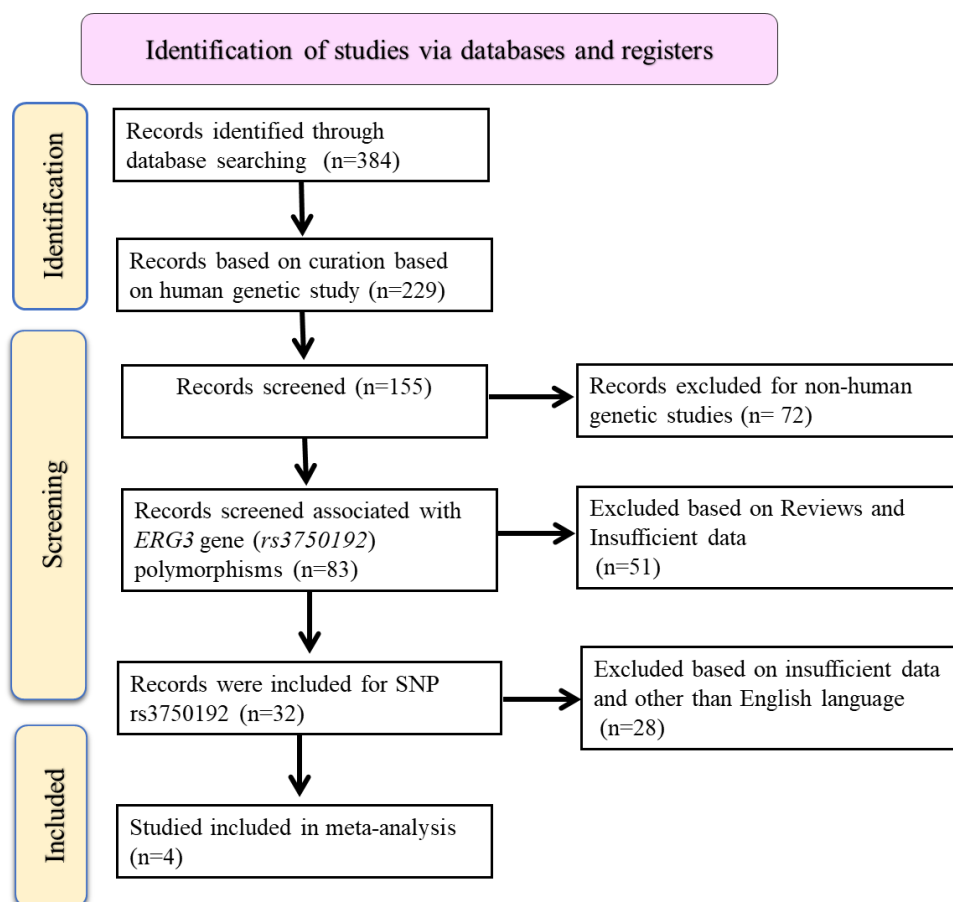 Identification of studies via databases and registers
Identification
Records identified through
database searching (n=384)
Records based on curation based
on human genetic study (n=229)
Screening
Records screened (n=155)
Records excluded for non-human
genetic studies (n= 72)
Records screened associated with
ERG3 gene (rs3750192)
polymorphisms (n=83)
Excluded based on Reviews and
Insufficient data
(n=51)
Records were included for SNP
rs3750192 (n=32)
Excluded based on insufficient data
and other than English language
(n=28)
Included
Studied included in meta-analysis
(n=4)